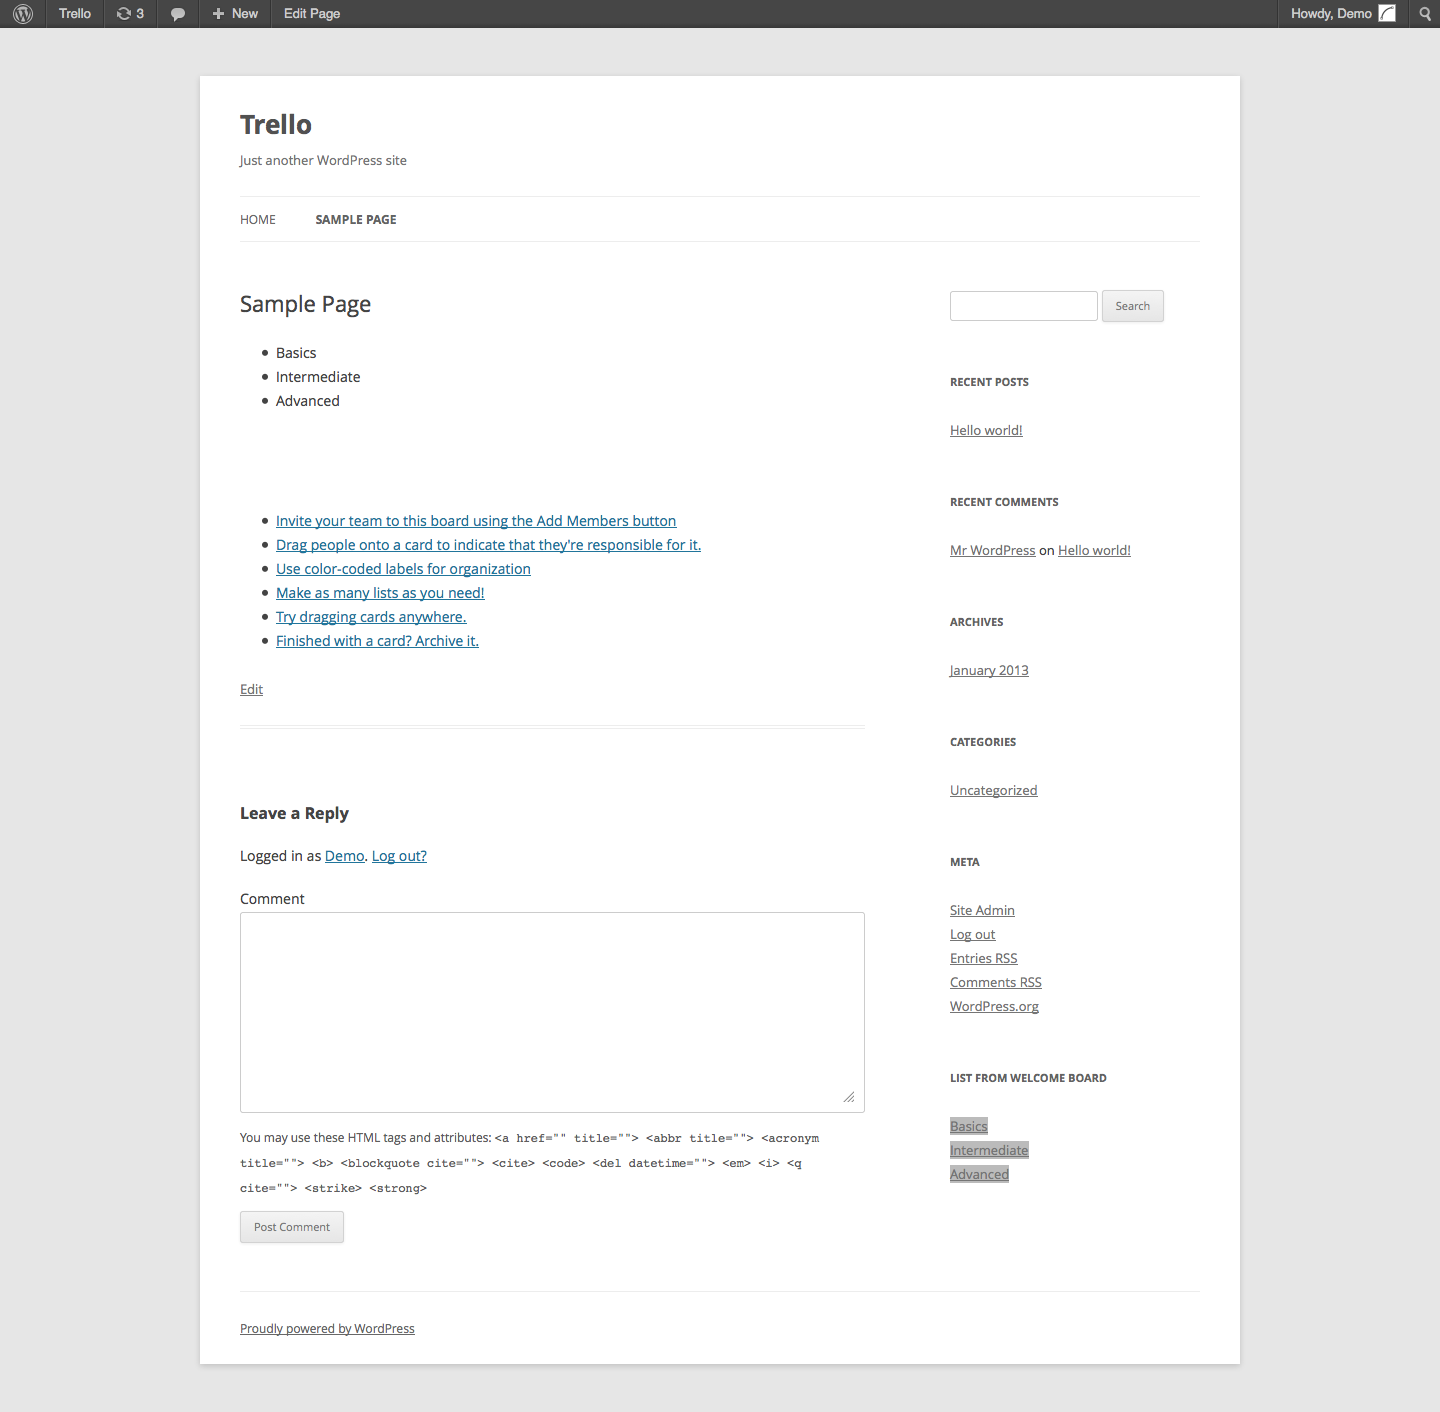 Trello
3
New
Edit Page
Howdy, Demo
Trello
Just another WordPress site
HOME
SAMPLE PAGE
Sample Page
Basics
Intermediate
Advanced
Invite your team to this board using the Add Members button
Drag people onto a card to indicate that they're responsible for it.
Use color-coded labels for organization
Make as many lists as you need!
Try dragging cards anywhere.
Finished with a card? Archive it.
Edit
Leave a Reply
Logged in as Demo. Log out?
Comment
You may use these HTML tags and attributes: <a href="" title=""> <abbr title=""> <acronym
title=""> <b> <blockquote cite=""> <cite> <code> <del datetime=""> <em> <i> <q
cite=""> <strike> <strong>
Post Comment
Search
RECENT POSTS
Hello world!
RECENT COMMENTS
Mr WordPress on Hello world!
ARCHIVES
January 2013
CATEGORIES
Uncategorized
META
Site Admin
Log out
Entries RSS
Comments RSS
WordPress.org
LIST FROM WELCOME BOARD
Basics
Intermediate
Advanced
Proudly powered by WordPress